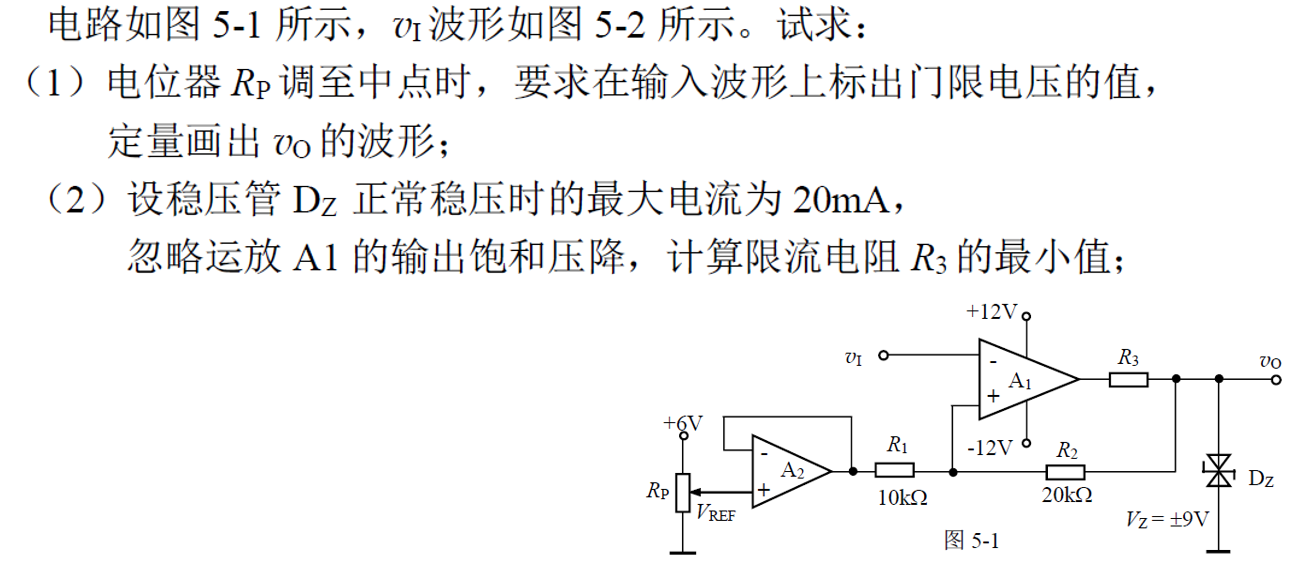 电路如图 5-1 所示，vI 波形如图 5-2 所示。试求：
（1）电位器 RP 调至中点时，要求在输入波形上标出门限电压的值，
定量画出 vO 的波形；
（2）设稳压管 DZ 正常稳压时的最大电流为 20mA，
忽略运放 A1 的输出饱和压降，计算限流电阻 R3 的最小值；
+12V
vI
-
A1
+
R3
vO
+6V
-12V
R1
R2
-
A2
+
RP
VREF
10kΩ
20kΩ
DZ
VZ = ±9V
图 5-1